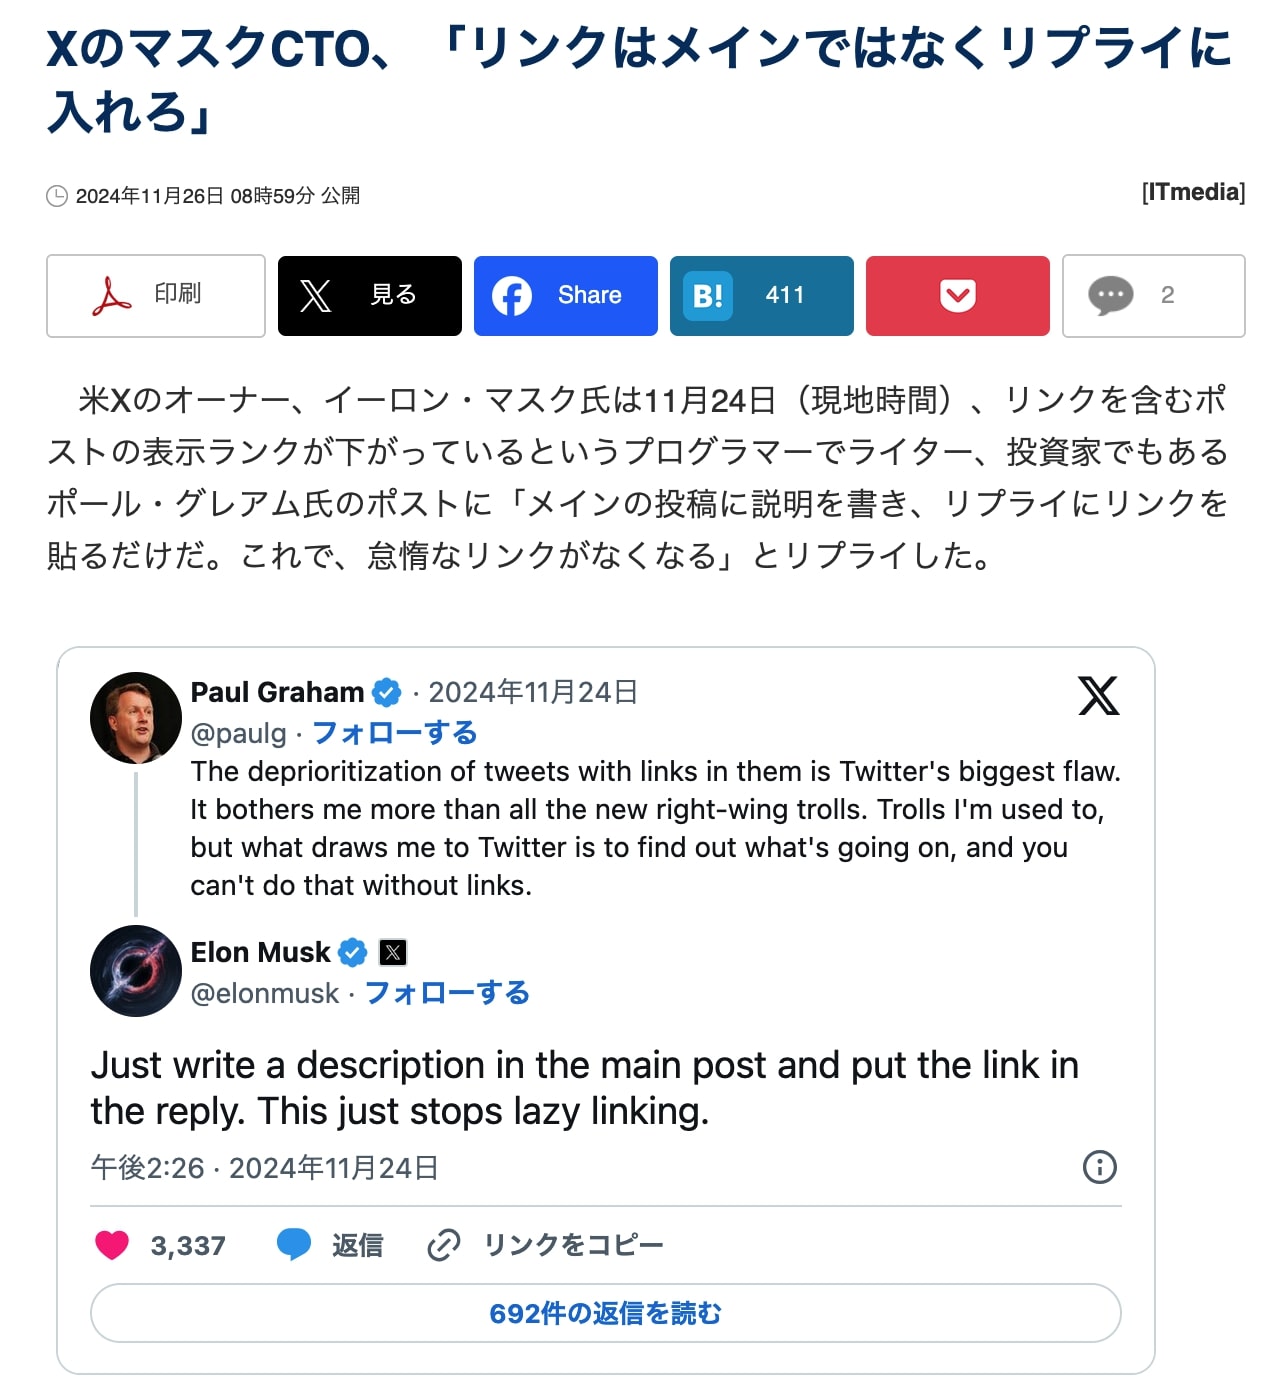 XのマスクCTO、「リンクはメインではなくリプライに
入れろ」
2024年11月26日 08時59分 公開
[ITmedia]
印刷
見る
Share
B! 411
2
米Xのオーナー、イーロン・マスク氏は11月24日（現地時間）、リンクを含むポ
ストの表示ランクが下がっているというプログラマーでライター、投資家でもある
ポール・グレアム氏のポストに「メインの投稿に説明を書き、リプライにリンクを
貼るだけだ。これで、怠惰なリンクがなくなる」とリプライした。
Paul Graham · 2024年11月24日
@paulg · フォローする
The deprioritization of tweets with links in them is Twitter's biggest flaw.
It bothers me more than all the new right-wing trolls. Trolls I'm used to,
but what draws me to Twitter is to find out what's going on, and you
can't do that without links.
Elon Musk
@elonmusk · フォローする
Just write a description in the main post and put the link in
the reply. This just stops lazy linking.
午後2:26 · 2024年11月24日
3,337 返信 リンクをコピー
692件の返信を読む